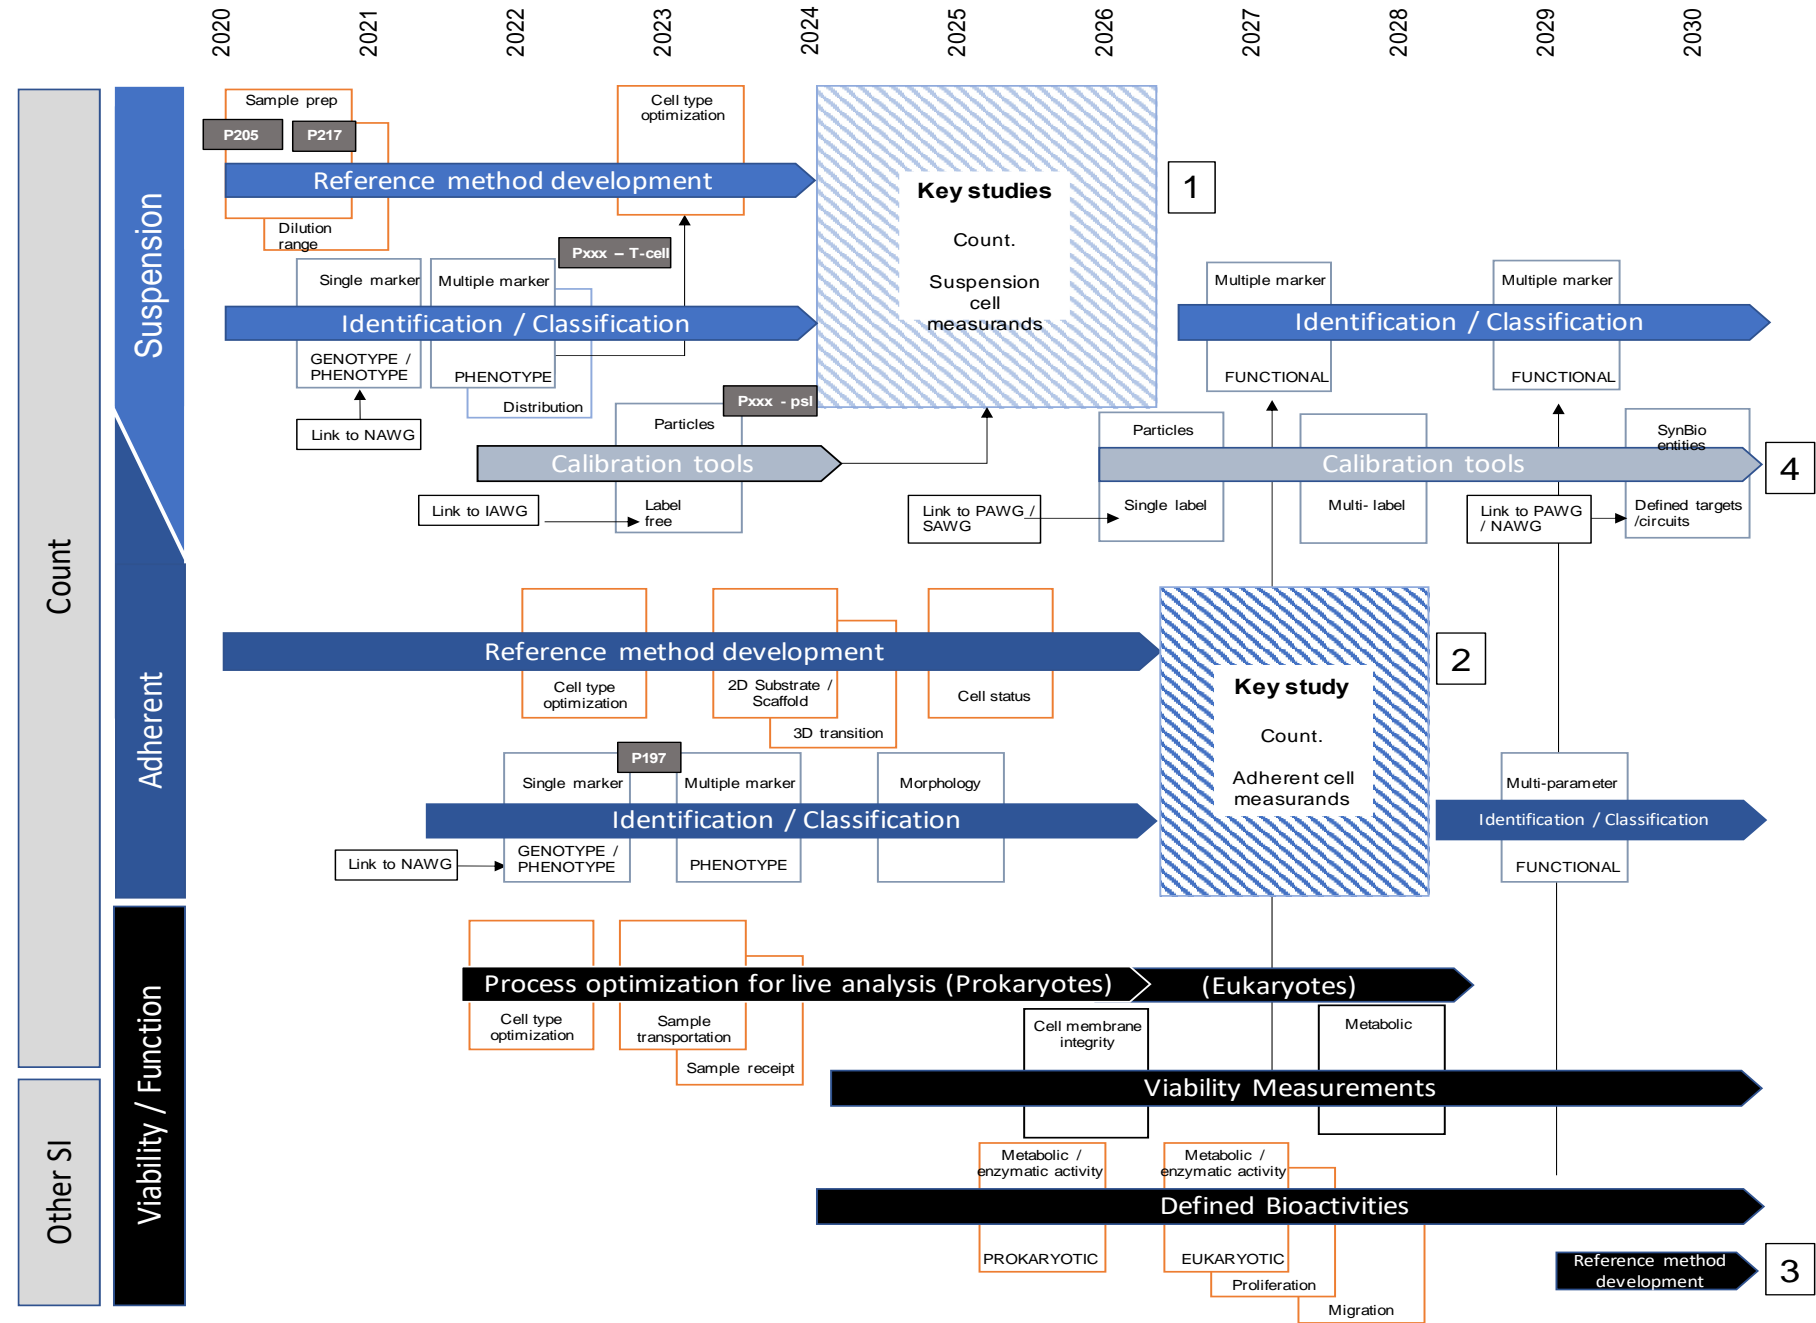 2020
2021
2022
2023
2024
2025
2026
2027
2028
2029
2030
Count
Other SI
Suspension
Adherent
Viability / Function
Sample prep
P205
P217
Reference method development
Dilution
range
Cell type
optimization
Pxxx – T-cell
Single marker
Multiple marker
Identification / Classification
GENOTYPE /
PHENOTYPE
PHENOTYPE
Distribution
Link to NAWG
Pxxx - psl
Particles
Calibration tools
Link to IAWG
Label
free
Key studies
Count.
Suspension
cell
measurands
1
Multiple marker
Multiple marker
Identification / Classification
FUNCTIONAL
FUNCTIONAL
Particles
SynBio
entities
Calibration tools
4
Link to PAWG /
SAWG
Single label
Multi- label
Link to PAWG
/ NAWG
Defined targets
/circuits
Reference method development
Cell type
optimization
2D Substrate /
Scaffold
3D transition
Cell status
P197
Single marker
Multiple marker
Morphology
Identification / Classification
Link to NAWG
GENOTYPE /
PHENOTYPE
PHENOTYPE
Key study
Count.
Adherent cell
measurands
2
Multi-parameter
Identification / Classification
FUNCTIONAL
Process optimization for live analysis (Prokaryotes)
(Eukaryotes)
Cell type
optimization
Sample
transportation
Sample receipt
Cell membrane
integrity
Metabolic
Viability Measurements
Metabolic /
enzymatic activity
Metabolic /
enzymatic activity
Defined Bioactivities
PROKARYOTIC
EUKARYOTIC
Proliferation
Migration
Reference method
development
3